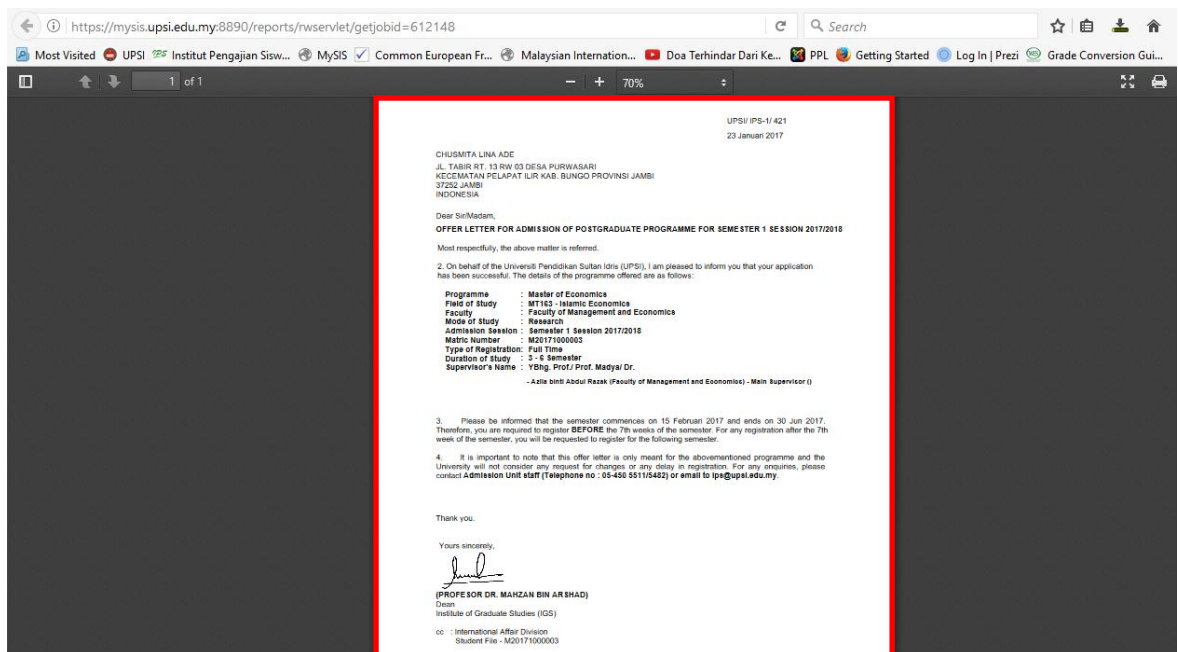 https://mysis.upsi.edu.my:8890/reports/rwservlet/getjobid=612148
Search
Most Visited UPSI Institut Pengajian Sisw... MySIS Common European Fr... Malaysian Internation... Doa Terhindar Dari Ke... PPL Getting Started Log In | Prezi Grade Conversion Gui...
1 of 1 70%
UPSI/ IPS-1/ 421
23 Januari 2017
CHUSMITA LINA ADE
JL. TABIR RT. 13 RW 03 DESA PURWASARI
KECEMATAN PELAPAT ILIR KAB. BUNGO PROVINSI JAMBI
37252 JAMBI
INDONESIA
Dear Sir/Madam,
OFFER LETTER FOR ADMISSION OF POSTGRADUATE PROGRAMME FOR SEMESTER 1 SESSION 2017/2018
Most respectfully, the above matter is referred.
2. On behalf of the Universiti Pendidikan Sultan Idris (UPSI), I am pleased to inform you that your application
has been successful. The details of the programme offered are as follows:
Programme : Master of Economics
Field of Study : MT163 - Islamic Economics
Faculty : Faculty of Management and Economics
Mode of Study : Research
Admission Session : Semester 1 Session 2017/2018
Matric Number : M20171000003
Type of Registration: Full Time
Duration of Study : 3 - 6 Semester
Supervisor's Name : YBhg. Prof./ Prof. Madya/ Dr.
- Azila binti Abdul Razak (Faculty of Management and Economics) - Main Supervisor ()
3. Please be informed that the semester commences on 15 Februari 2017 and ends on 30 Jun 2017.
Therefore, you are required to register BEFORE the 7th weeks of the semester. For any registration after the 7th
week of the semester, you will be requested to register for the following semester.
4. It is important to note that this offer letter is only meant for the abovementioned programme and the
University will not consider any request for changes or any delay in registration. For any enquiries, please
contact Admission Unit staff (Telephone no : 05-450 5511/5482) or email to ips@upsi.edu.my.
Thank you.
Yours sincerely,
(PROFESOR DR. MAHZAN BIN ARSHAD)
Dean
Institute of Graduate Studies (IGS)
cc : International Affair Division
Student File - M20171000003